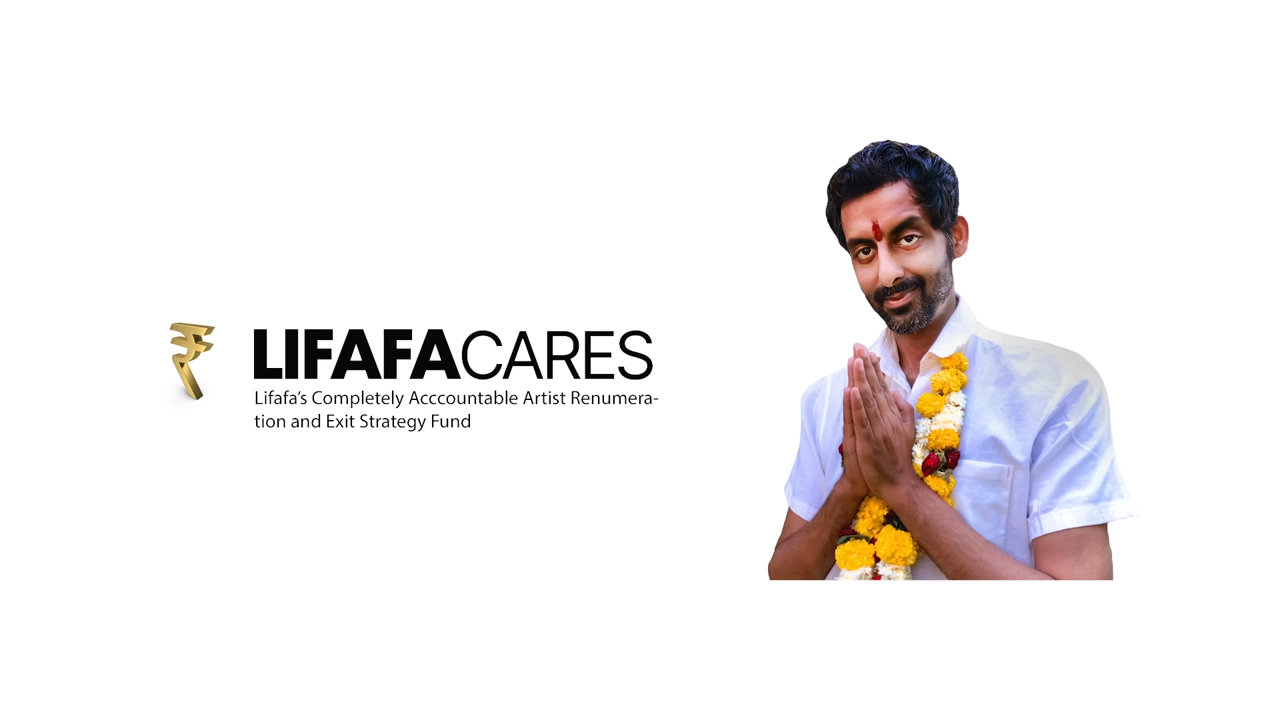 LIFAFACARES
Lifafa’s Completely Acccountable Artist Renumera-
tion and Exit Strategy Fund